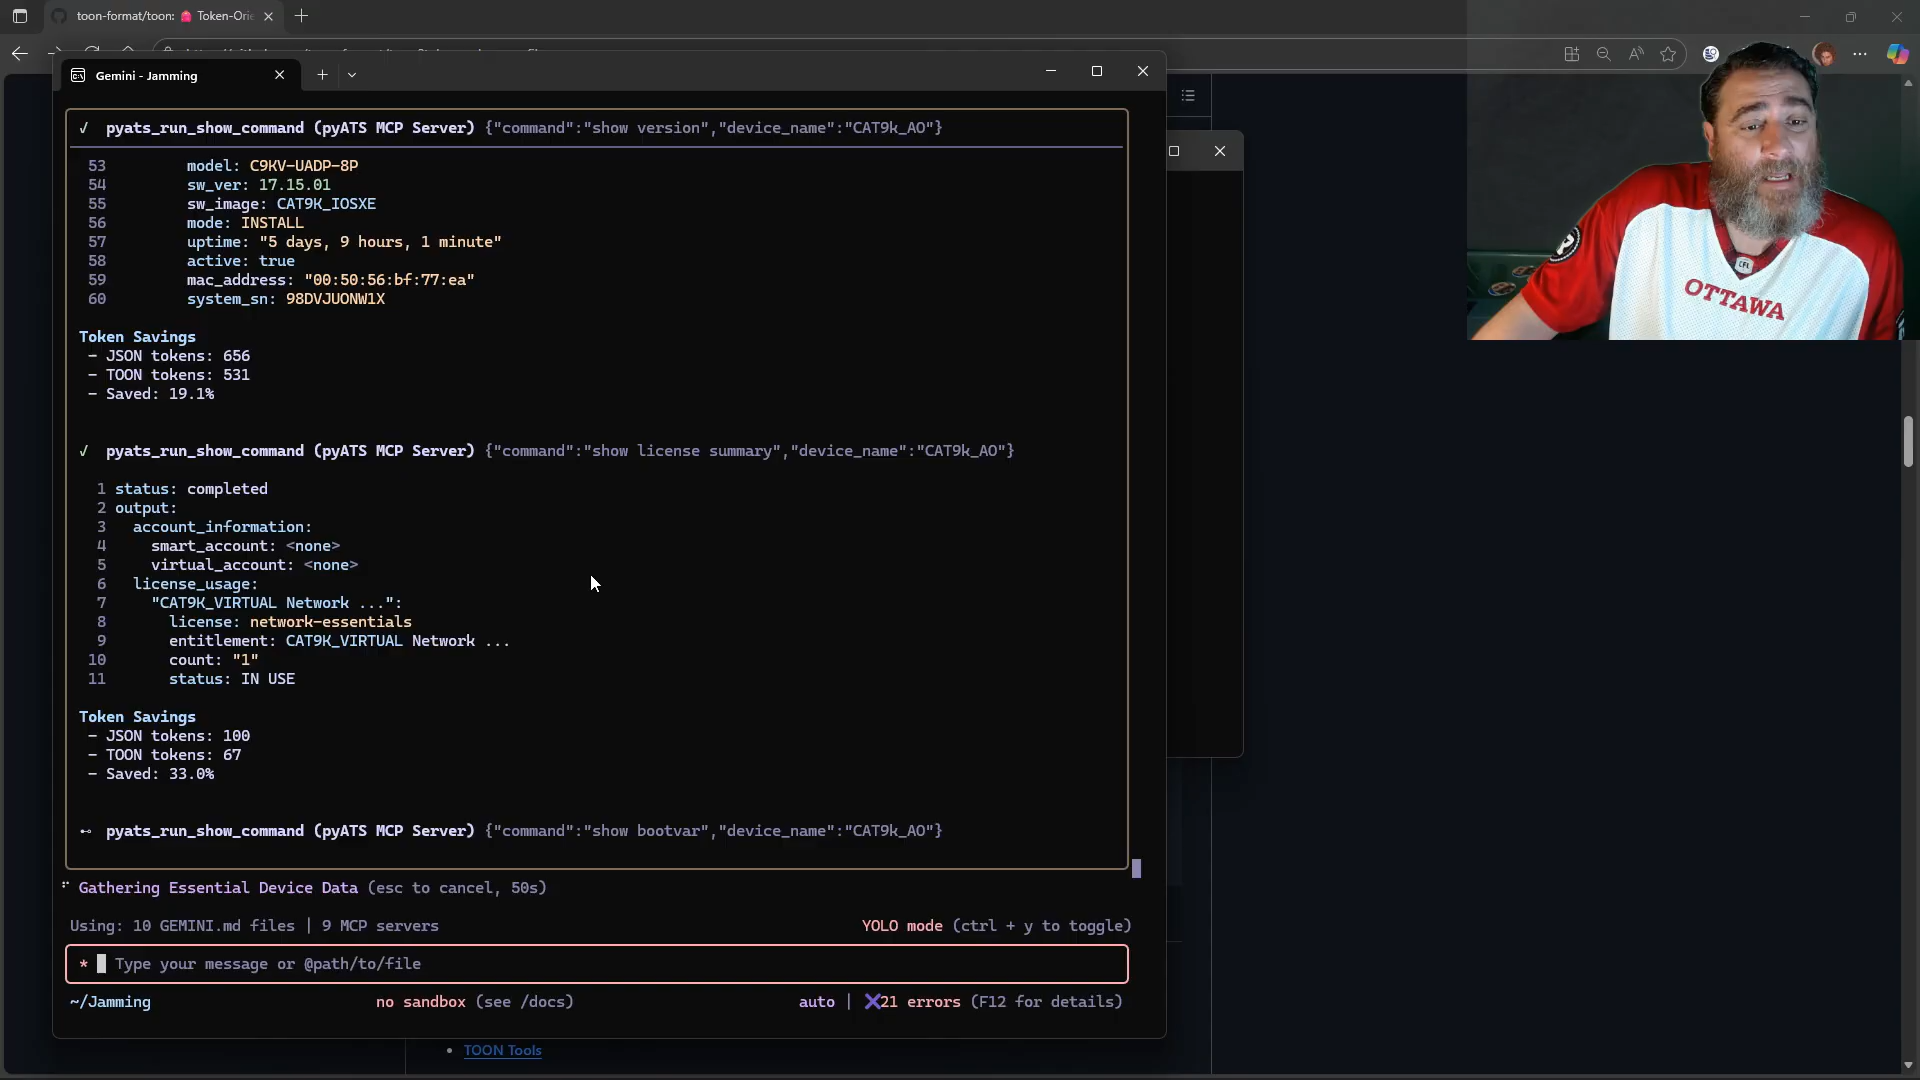 toon-format/toon: Token-Orie
Gemini - Jamming
√ pyats_run_show_command (pyATS MCP Server) {"command":"show version","device_name":"CAT9k_AO"}
53 model: C9KV-UADP-8P
54 sw_ver: 17.15.01
55 sw_image: CAT9K_IOSXE
56 mode: INSTALL
57 uptime: "5 days, 9 hours, 1 minute"
58 active: true
59 mac_address: "00:50:56:bf:77:ea"
60 system_sn: 98DVJUONW1X
Token Savings
- JSON tokens: 656
- TOON tokens: 531
- Saved: 19.1%
√ pyats_run_show_command (pyATS MCP Server) {"command":"show license summary","device_name":"CAT9k_AO"}
1 status: completed
2 output:
3 account_information:
4 smart_account: <none>
5 virtual_account: <none>
6 license_usage:
7 "CAT9K_VIRTUAL Network ...":
8 license: network-essentials
9 entitlement: CAT9K_VIRTUAL Network ...
10 count: "1"
11 status: IN USE
Token Savings
- JSON tokens: 100
- TOON tokens: 67
- Saved: 33.0%
pyats_run_show_command (pyATS MCP Server) {"command":"show bootvar","device_name":"CAT9k_AO"}
Gathering Essential Device Data (esc to cancel, 50s)
Using: 10 GEMINI.md files | 9 MCP servers YOLO mode (ctrl + y to toggle)
* Type your message or @path/to/file
~/Jamming no sandbox (see /docs) auto | ✖21 errors (F12 for details)
• TOON Tools
OTTAWA
CFL